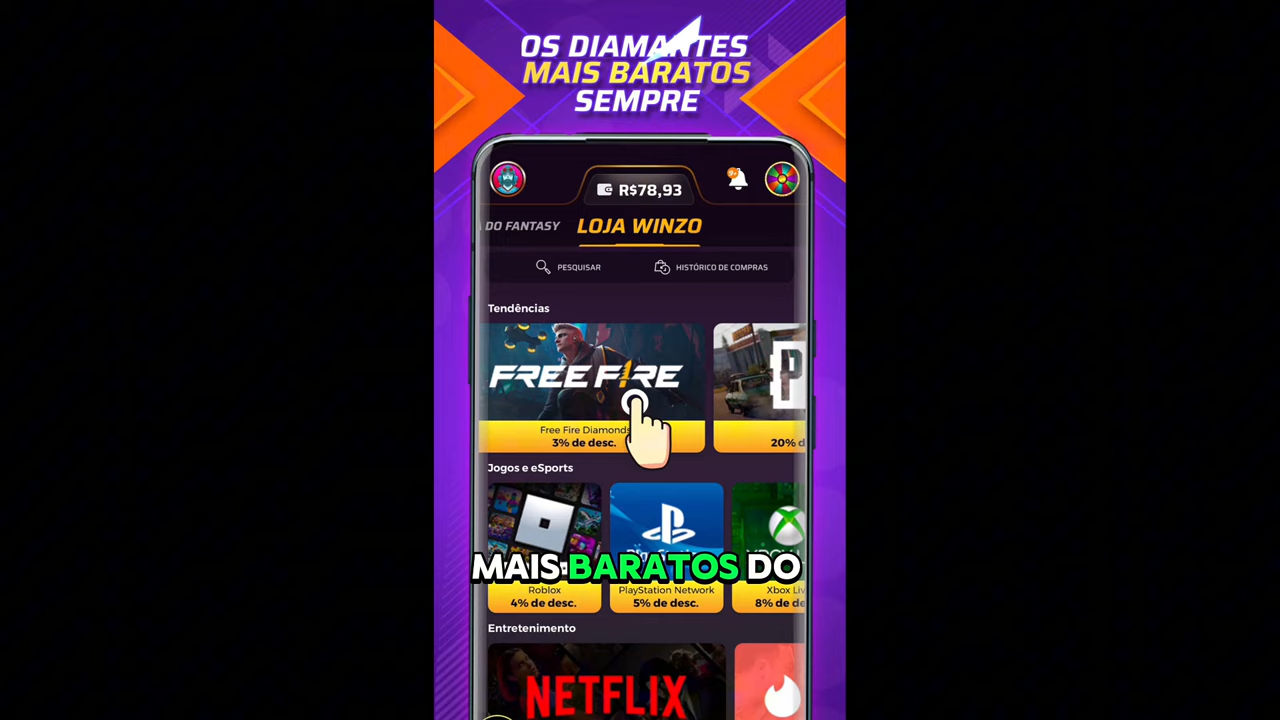 OS DIAMANTES
MAIS BARATOS
SEMPRE
R$78,93
DO FANTASY
LOJA WINZO
PESQUISAR
HISTÓRICO DE COMPRAS
Tendências
FREE FIRE
Free Fire Diamonds
3% de desc.
20% d
Jogos e eSports
MAIS BARATOS DO
Roblox
4% de desc.
PlayStation Network
5% de desc.
Xbox Liv
8% de de
Entretenimento
NETFLIX